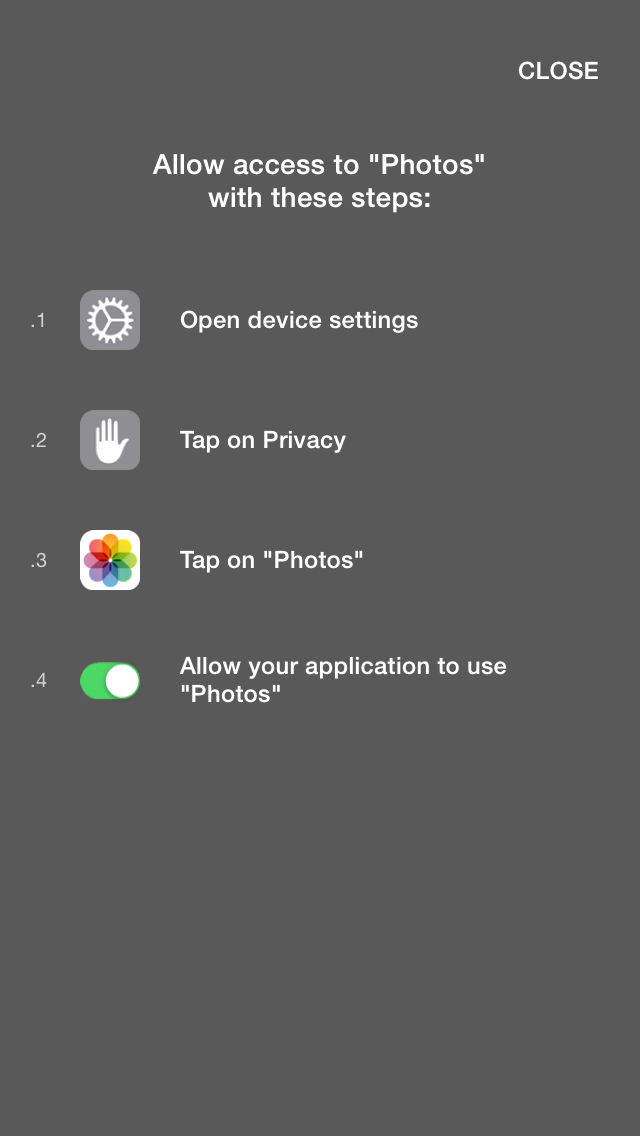 CLOSE
Allow access to "Photos"
with these steps:
.1 Open device settings
.2 Tap on Privacy
.3 Tap on "Photos"
.4 Allow your application to use
"Photos"